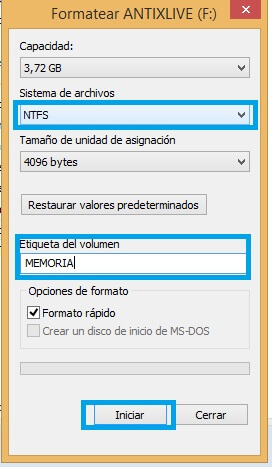 Formatear ANTIXLIVE (F:)
Capacidad:
3,72 GB
Sistema de archivos
NTFS
Tamaño de unidad de asignación
4096 bytes
Restaurar valores predeterminados
Etiqueta del volumen
MEMORIA
Opciones de formato
Formato rápido
Crear un disco de inicio de MS-DOS
Iniciar Cerrar